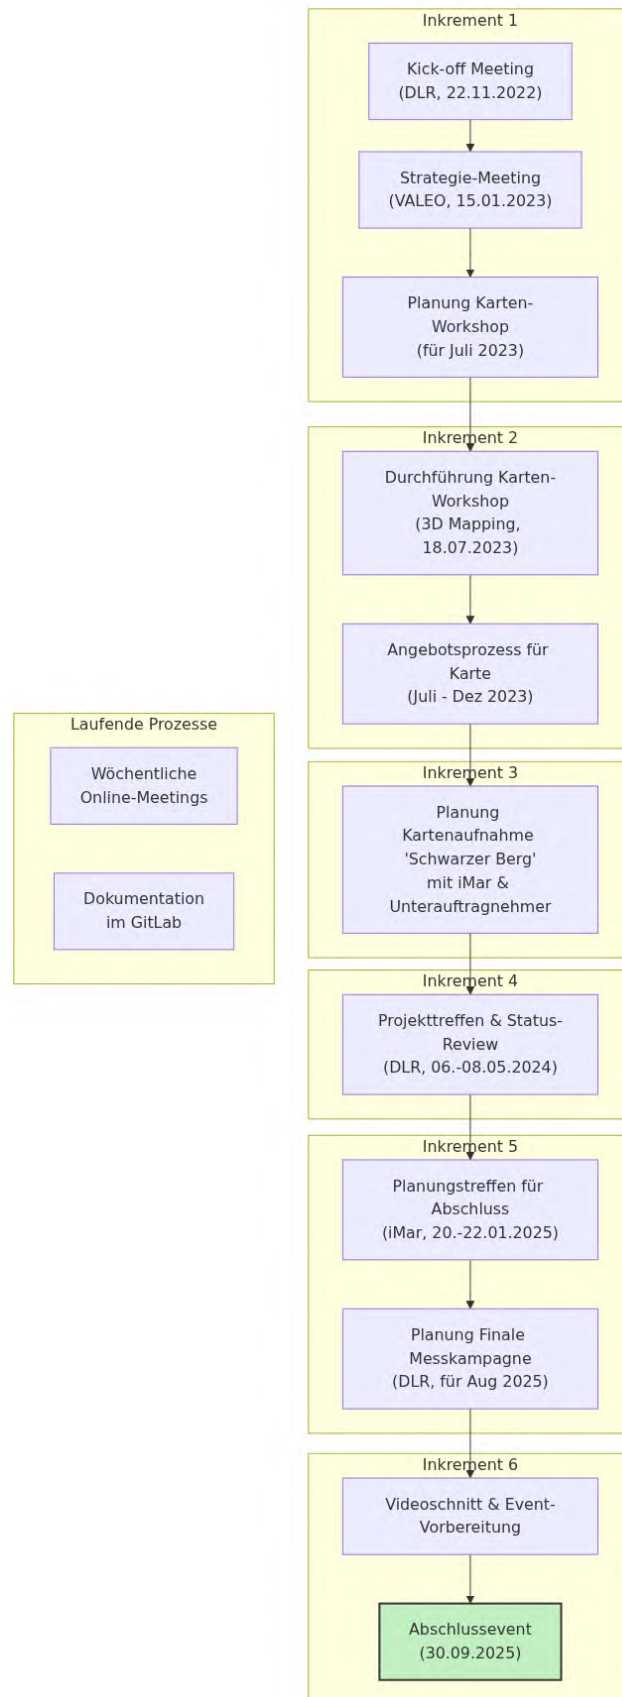 Inkrement 1
Kick-off Meeting
(DLR, 22.11.2022)
Strategie-Meeting
(VALEO, 15.01.2023)
Planung Karten-
Workshop
(für Juli 2023)
Inkrement 2
Durchführung Karten-
Workshop
(3D Mapping,
18.07.2023)
Angebotsprozess für
Karte
(Juli - Dez 2023)
Laufende Prozesse
Wöchentliche
Online-Meetings
Dokumentation
im GitLab
Inkrement 3
Planung
Kartenaufnahme
'Schwarzer Berg'
mit iMar &
Unterauftragnehmer
Inkrement 4
Projekttreffen & Status-
Review
(DLR, 06.-08.05.2024)
Inkrement 5
Planungstreffen für
Abschluss
(iMar, 20.-22.01.2025)
Planung Finale
Messkampagne
(DLR, für Aug 2025)
Inkrement 6
Videoschnitt & Event-
Vorbereitung
Abschlussevent
(30.09.2025)